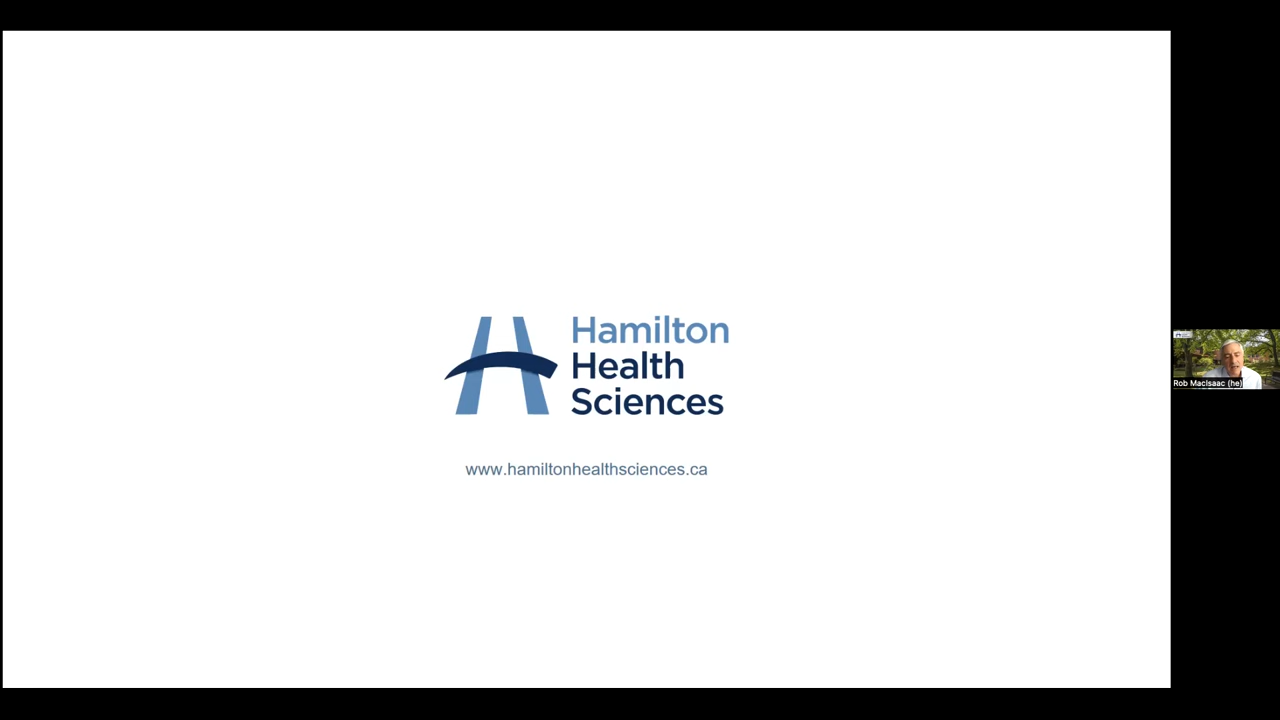 Hamilton
Health
Sciences
www.hamiltonhealthsciences.ca
Rob MacIsaac (he)